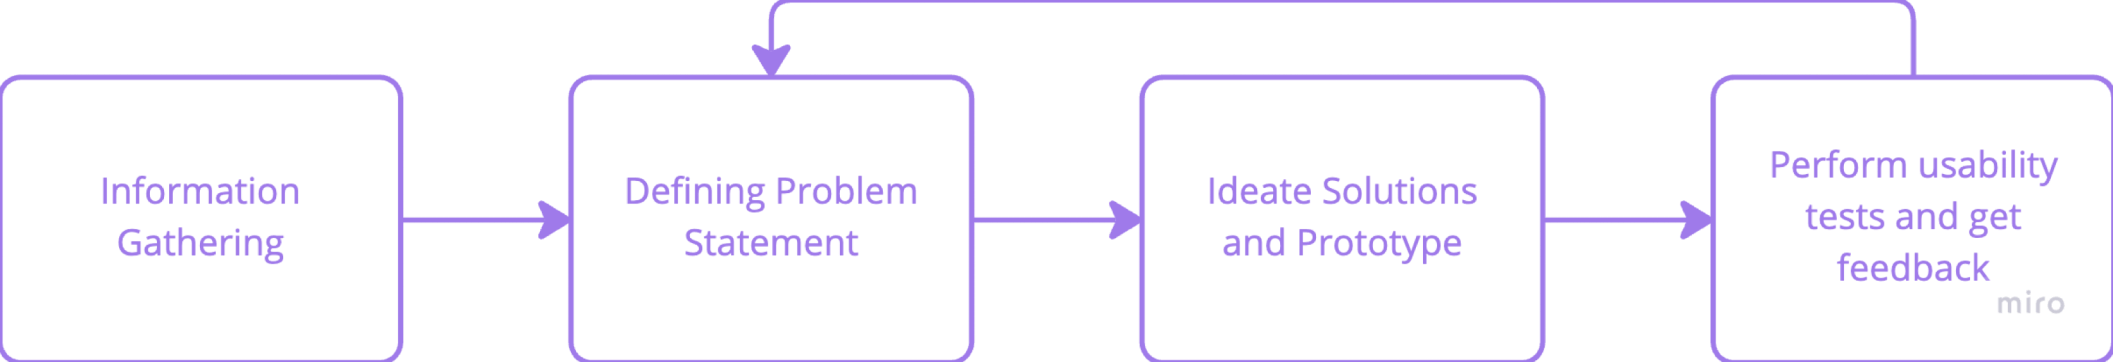 Information
Gathering
Defining Problem
Statement
Ideate Solutions
and Prototype
Perform usability
tests and get
feedback
miro